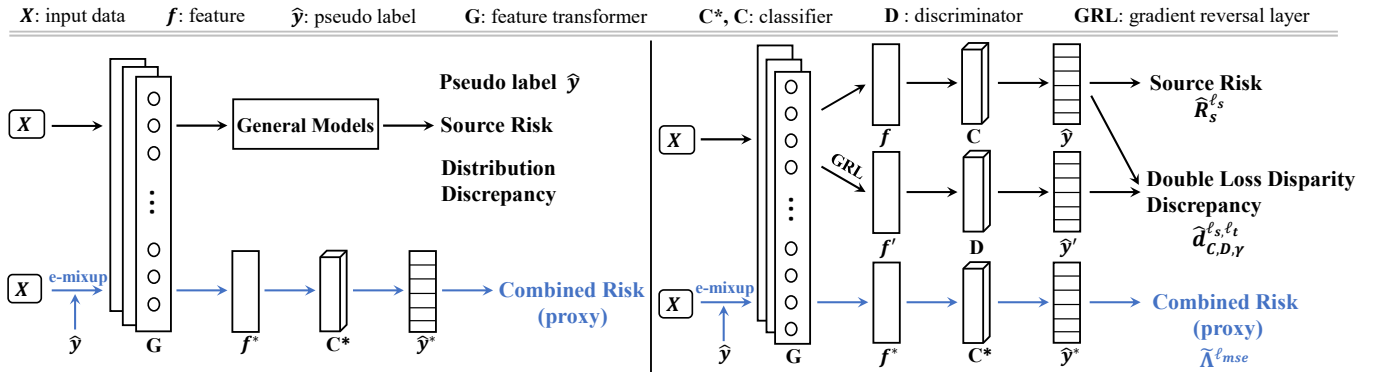 X: input data f: feature ŷ: pseudo label G: feature transformer C*, C: classifier D : discriminator GRL: gradient reversal layer
X
General Models
Pseudo label ŷ
Source Risk
Distribution
Discrepancy
X
e-mixup
ŷ
G
f*
C*
ŷ*
Combined Risk
(proxy)
X
GRL
f
C
ŷ
Source Risk
R̂_s^{ℓ_s}
f′
D
ŷ′
Double Loss Disparity
Discrepancy
d̂_{C,D,γ}^{ℓ_s,ℓ_t}
X
e-mixup
ŷ
G
f*
C*
ŷ*
Combined Risk
(proxy)
Λ̃^{ℓ_mse}